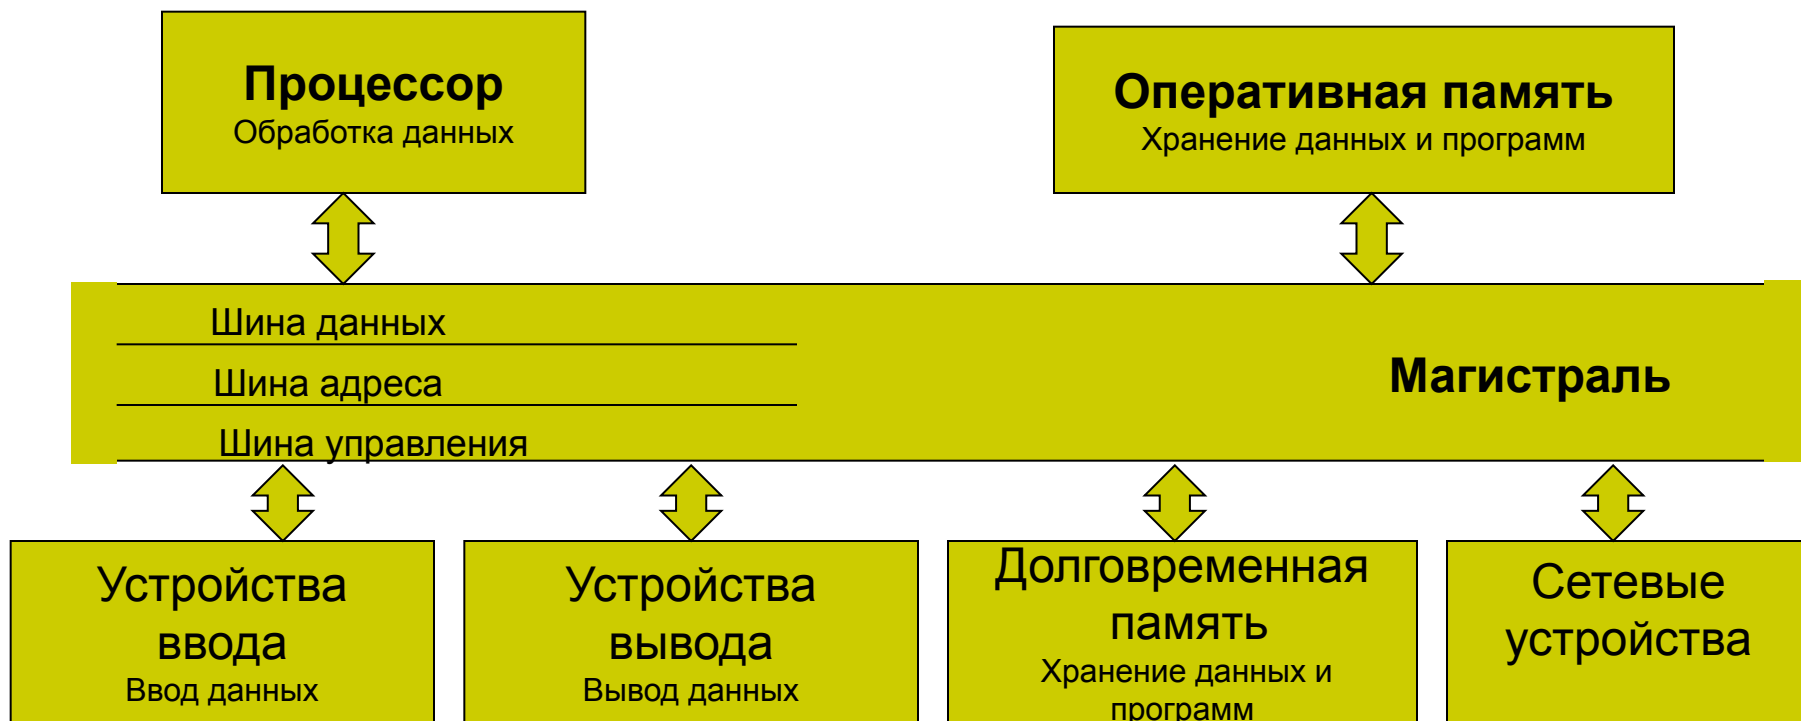 Процессор
Обработка данных
Оперативная память
Хранение данных и программ
Шина данных
Шина адреса
Шина управления
Магистраль
Устройства
ввода
Ввод данных
Устройства
вывода
Вывод данных
Долговременная
память
Хранение данных и
программ
Сетевые
устройства